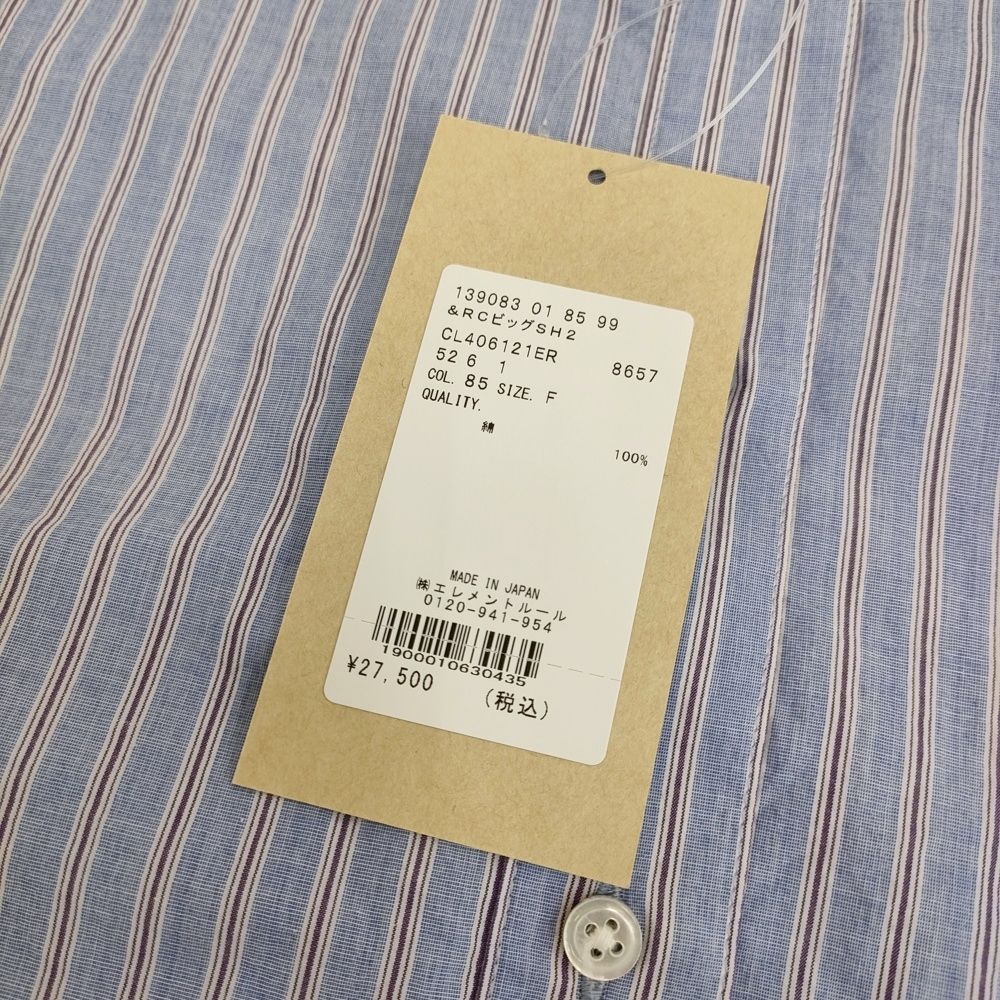 139083 01 85 99
＆ＲＣビッグＳＨ２
CL406121ER 8657
52 6 1
COL. 85 SIZE. F
QUALITY.
綿 100%
MADE IN JAPAN
㈱エレメントルール
0120-941-954
1900010630435
¥27,500 (税込)